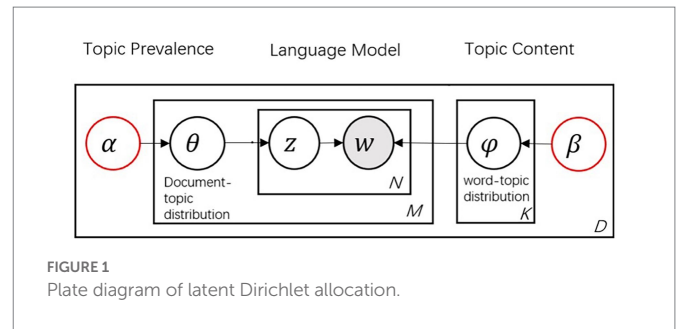 Topic Prevalence
Language Model
Topic Content
α
θ
z
w
φ
β
Document-
topic
distribution
word-topic
distribution
N
M
K
D
FIGURE 1
Plate diagram of latent Dirichlet allocation.